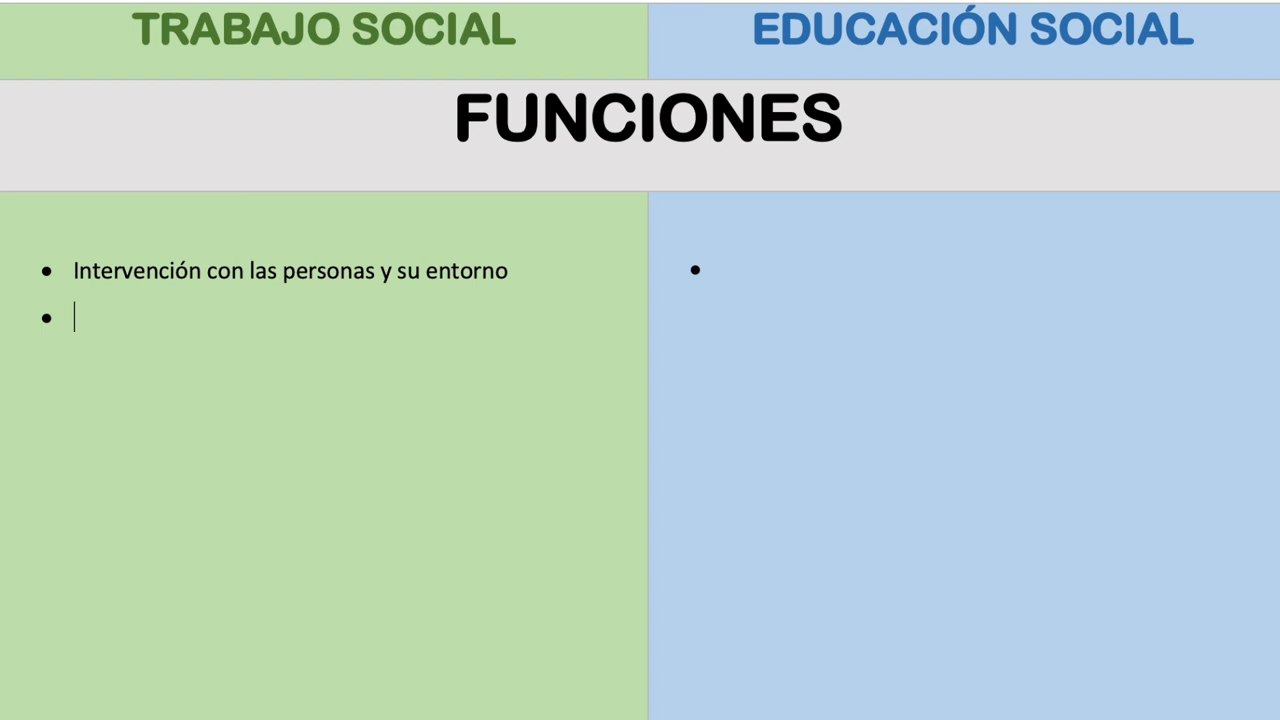 TRABAJO SOCIAL
EDUCACIÓN SOCIAL
FUNCIONES
• Intervención con las personas y su entorno
•
•